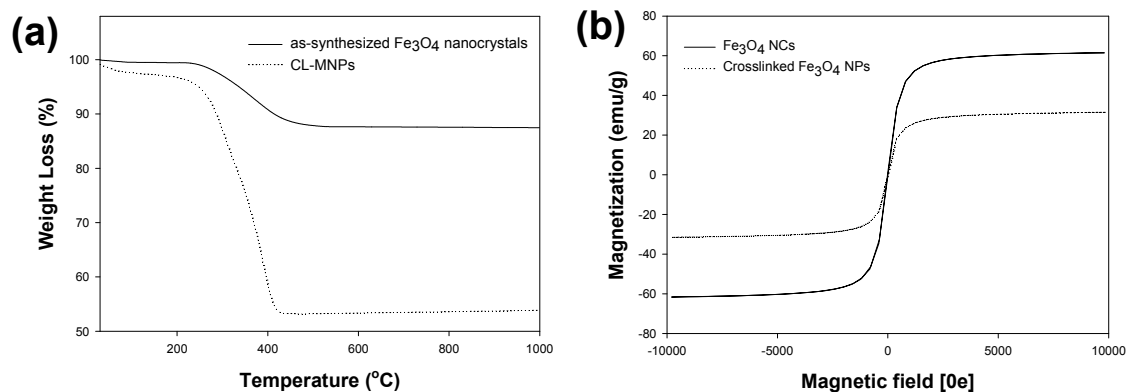 (a)
as-synthesized Fe3O4 nanocrystals
CL-MNPs
Weight Loss (%)
100
90
80
70
60
50
200
400
600
800
1000
Temperature (oC)
(b)
Fe3O4 NCs
Crosslinked Fe3O4 NPs
Magnetization (emu/g)
80
60
40
20
0
-20
-40
-60
-80
-10000
-5000
0
5000
10000
Magnetic field [0e]